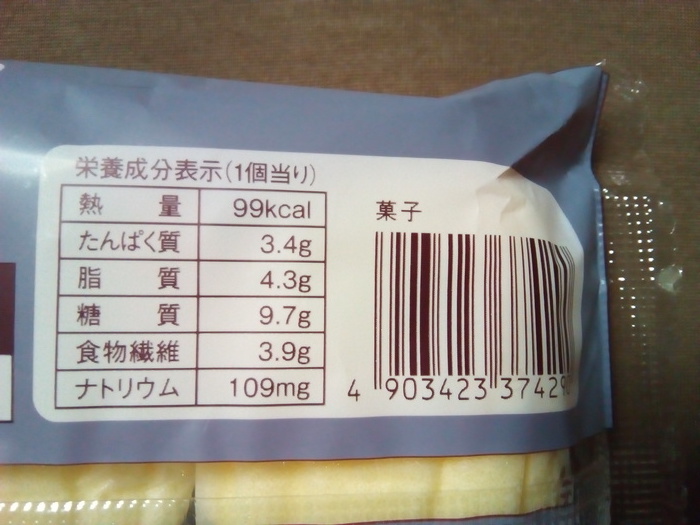 栄養成分表示(1個当り)
熱 量 99kcal
たんぱく質 3.4g
脂 質 4.3g
糖 質 9.7g
食物繊維 3.9g
ナトリウム 109mg
菓子
4 903423 37429